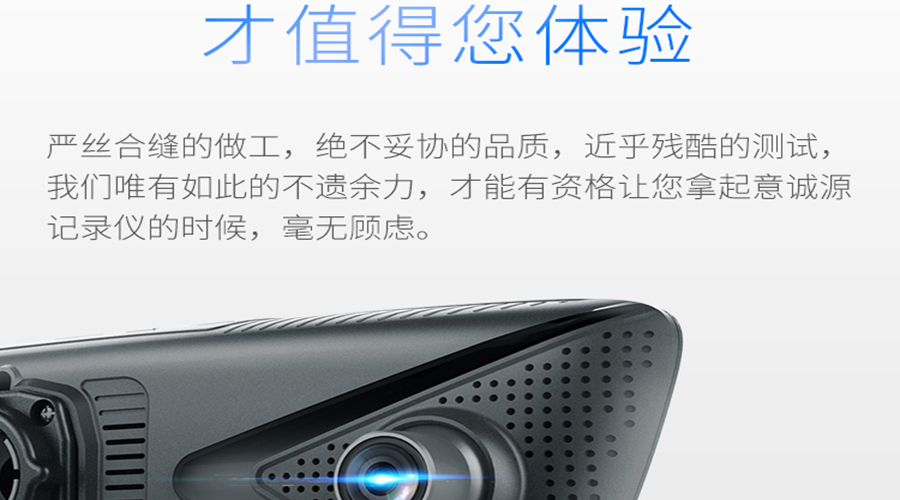 才值得您体验
严丝合缝的做工，绝不妥协的品质，近乎残酷的测试，
我们唯有如此的不遗余力，才能有资格让您拿起意诚源
记录仪的时候，毫无顾虑。